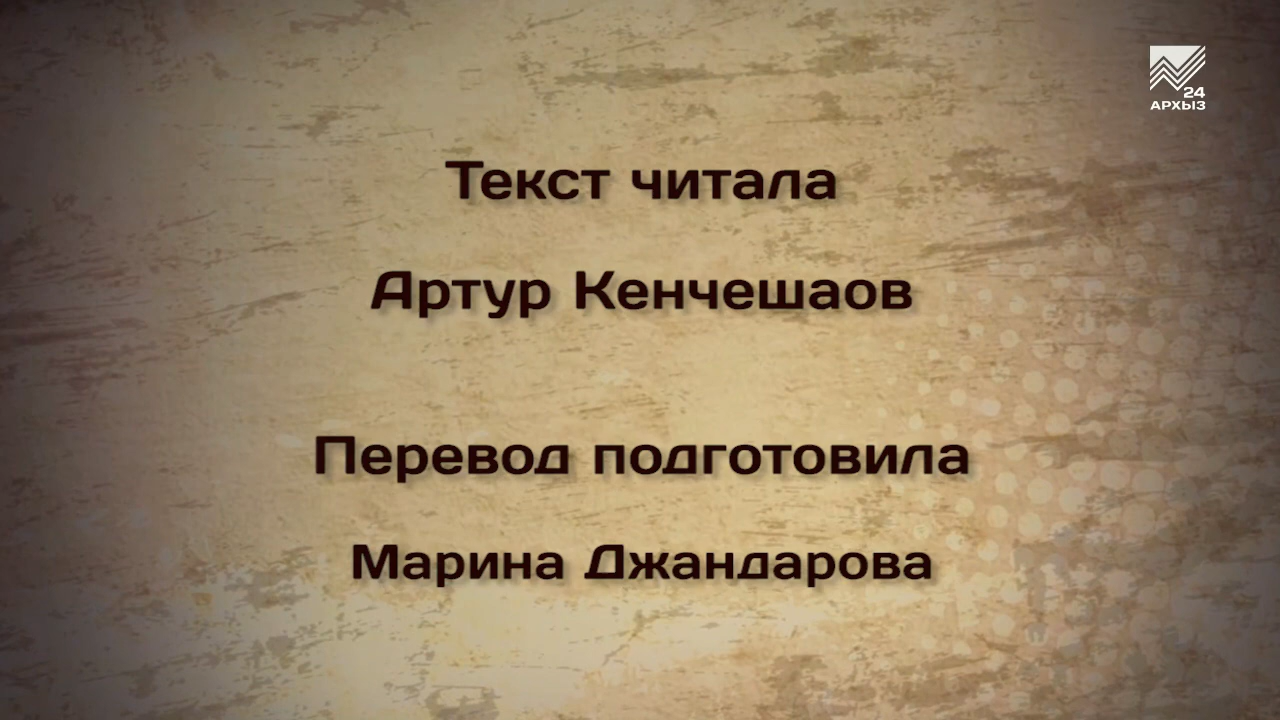 24
АРХЫЗ
Текст читала
Артур Кенчешаов
Перевод подготовила
Марина Джандарова